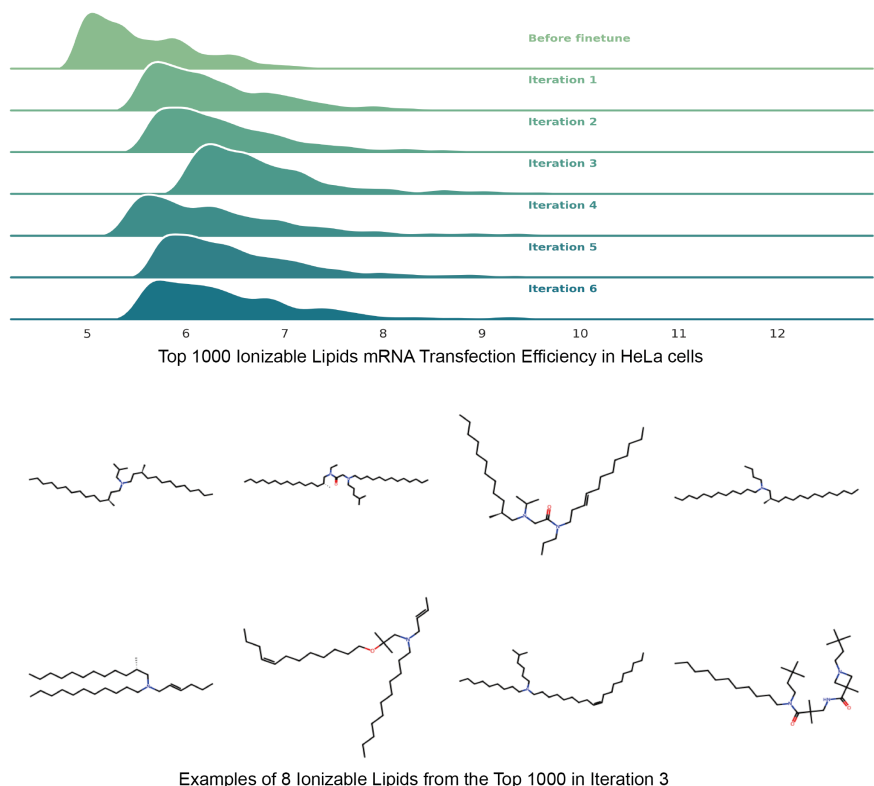 Before finetune
Iteration 1
Iteration 2
Iteration 3
Iteration 4
Iteration 5
Iteration 6
5 6 7 8 9 10 11 12
Top 1000 Ionizable Lipids mRNA Transfection Efficiency in HeLa cells
Examples of 8 Ionizable Lipids from the Top 1000 in Iteration 3